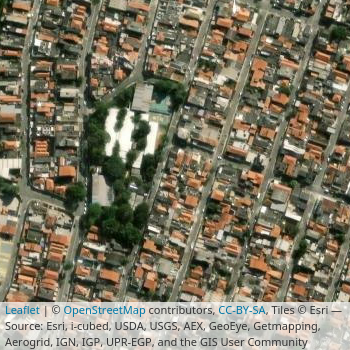 Leaflet | © OpenStreetMap contributors, CC-BY-SA, Tiles © Esri —
Source: Esri, i-cubed, USDA, USGS, AEX, GeoEye, Getmapping,
Aerogrid, IGN, IGP, UPR-EGP, and the GIS User Community